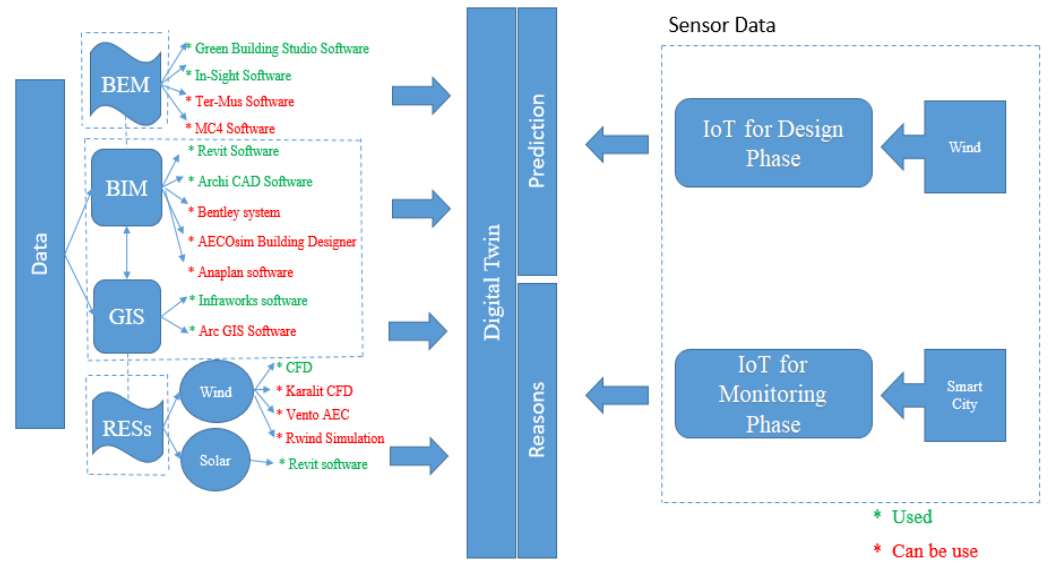 Data
BEM
* Green Building Studio Software
* In-Sight Software
* Ter-Mus Software
* MC4 Software
BIM
* Revit Software
* Archi CAD Software
* Bentley system
* AECOsim Building Designer
* Anaplan software
GIS
* Infraworks software
* Arc GIS Software
RESs
Wind
* CFD
* Karalit CFD
* Vento AEC
* Rwind Simulation
Solar
* Revit software
Digital Twin
Prediction
Reasons
Sensor Data
IoT for Design
Phase
Wind
IoT for
Monitoring
Phase
Smart
City
* Used
* Can be use